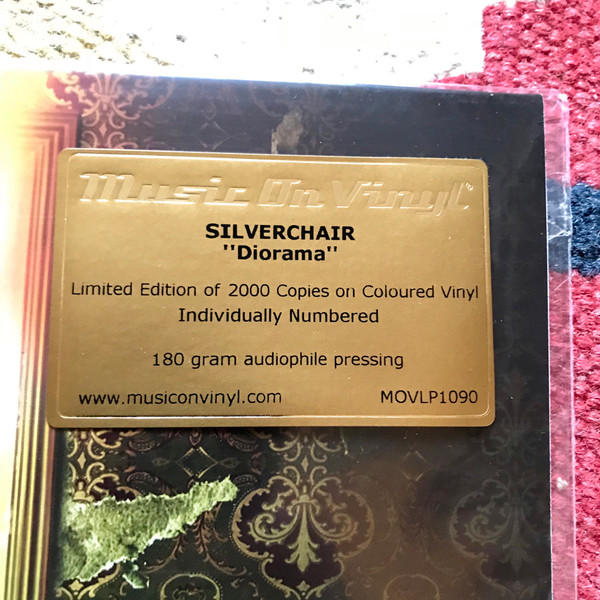 Music On Vinyl®
SILVERCHAIR
"Diorama"
Limited Edition of 2000 Copies on Coloured Vinyl
Individually Numbered
180 gram audiophile pressing
www.musiconvinyl.com MOVLP1090